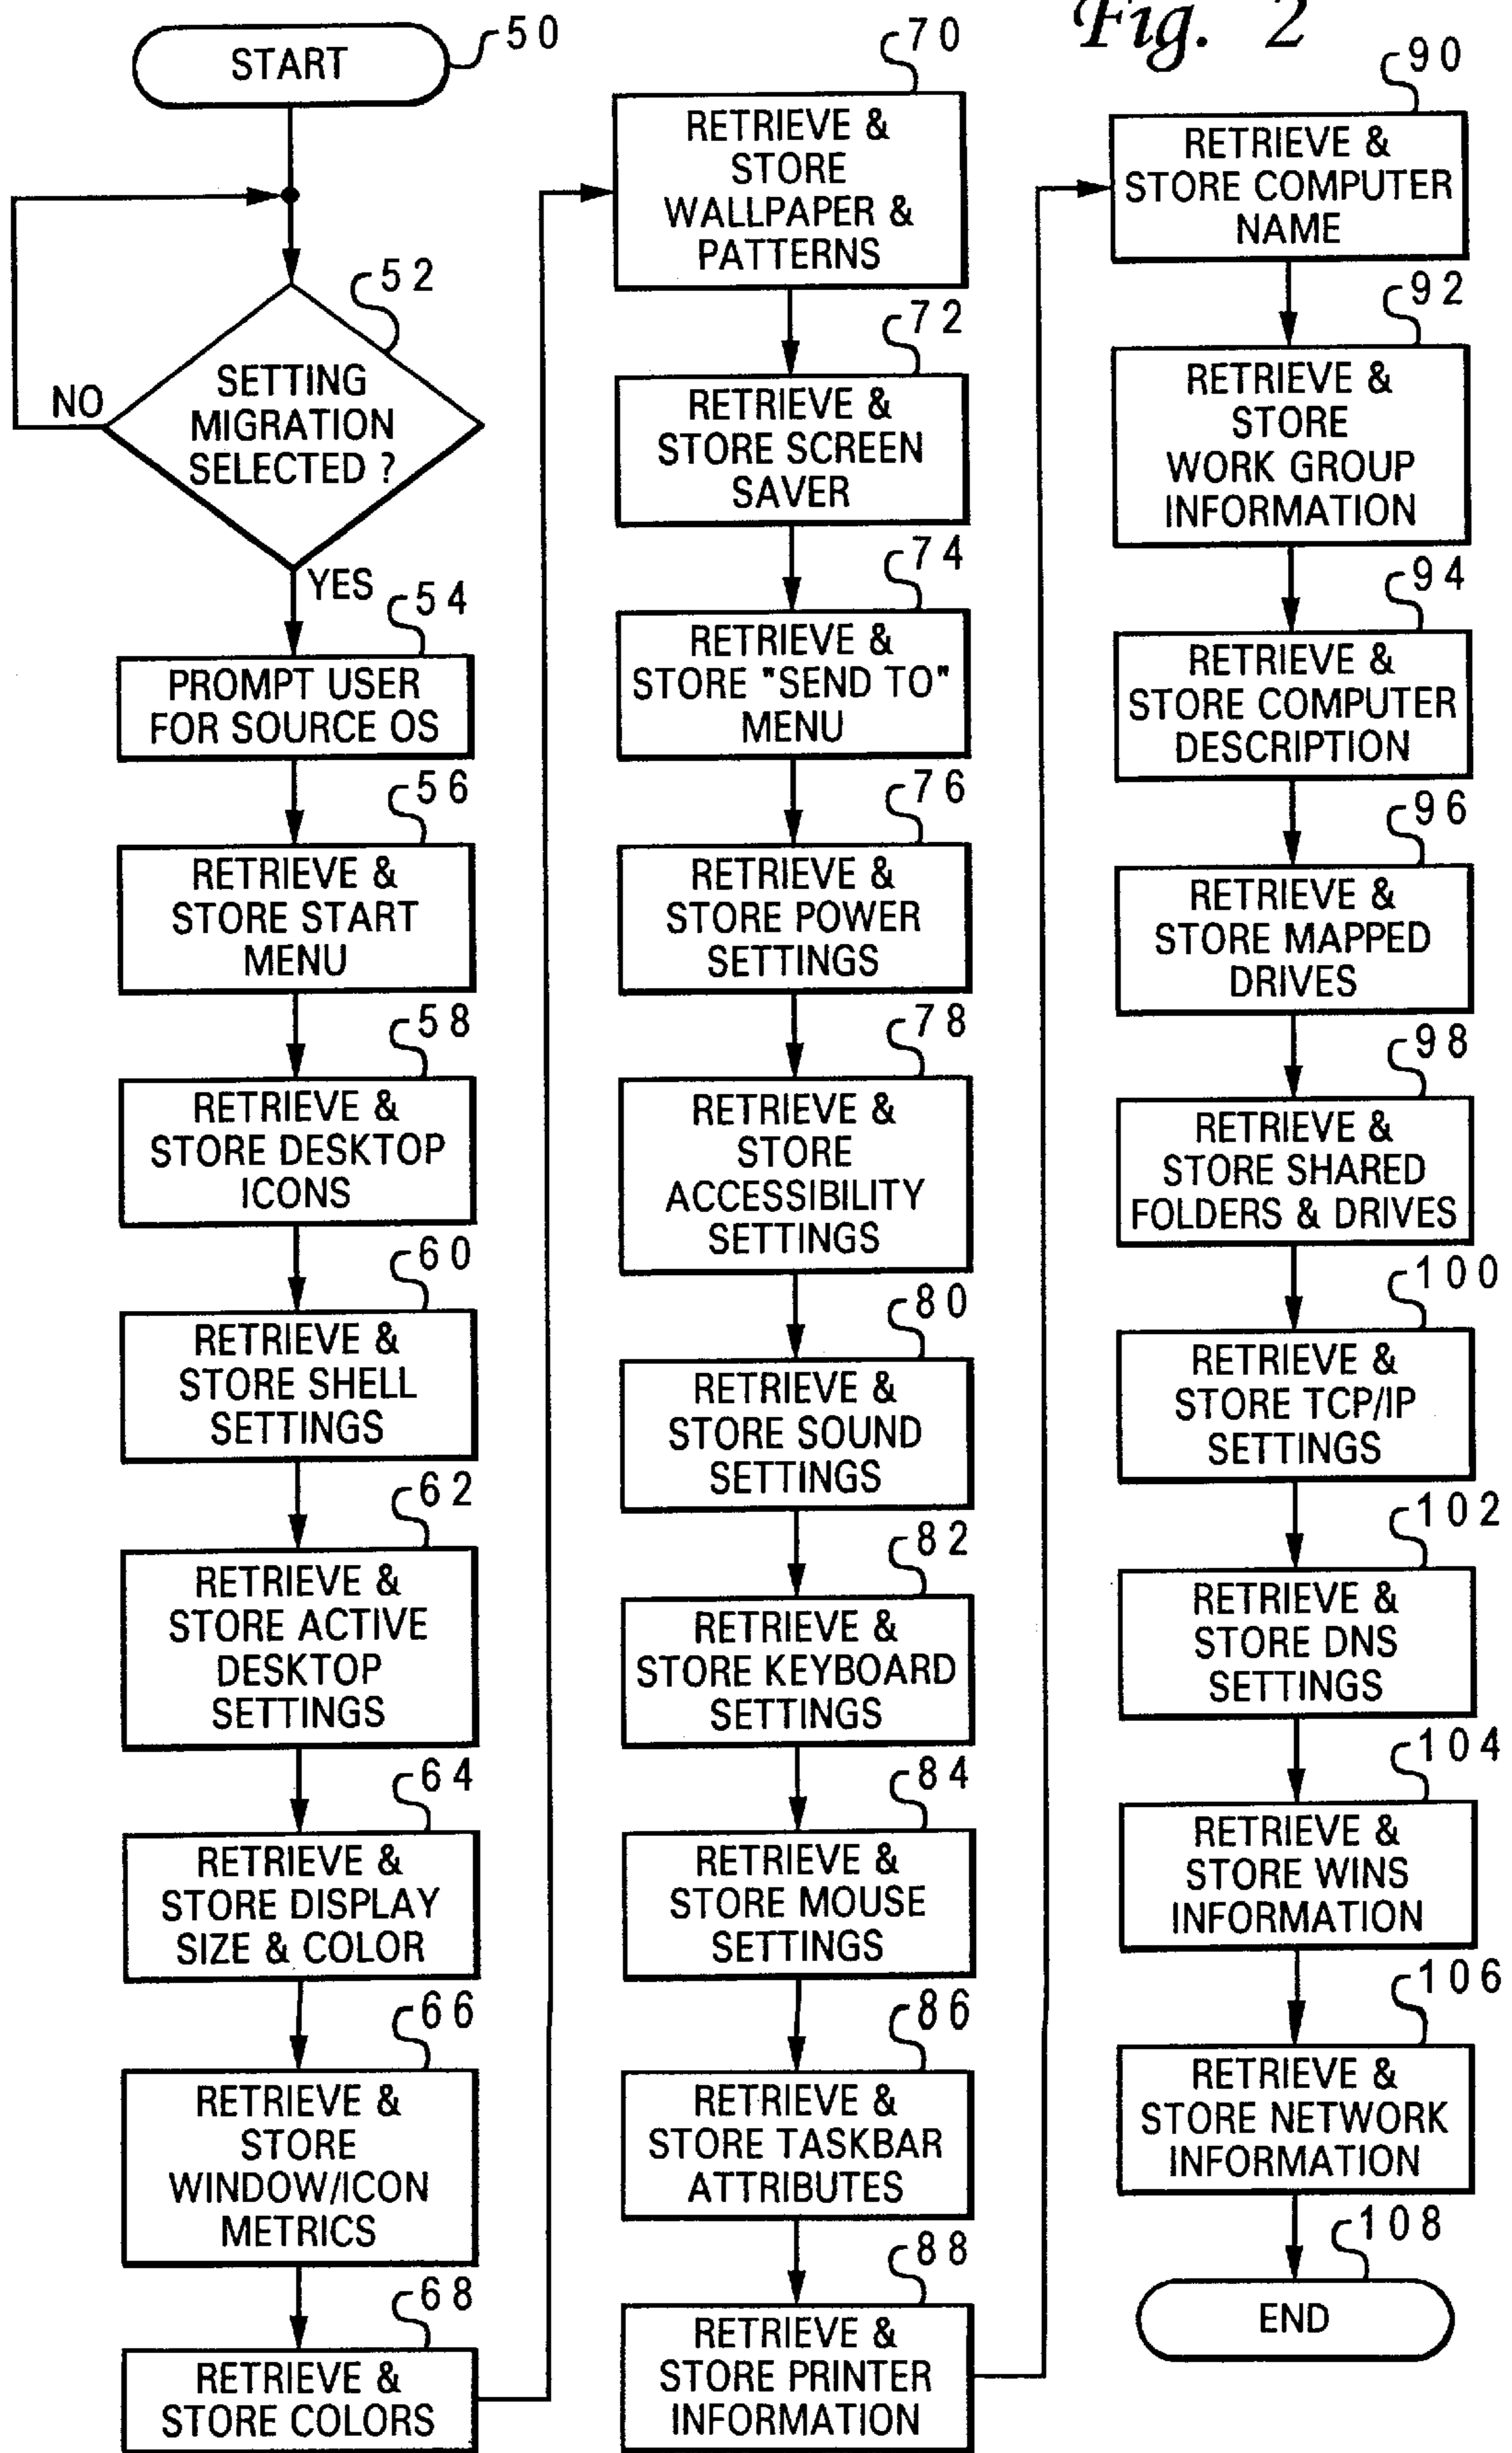 Fig. 2
START
50
52
SETTING
MIGRATION
SELECTED ?
NO
YES
54
PROMPT USER
FOR SOURCE OS
56
RETRIEVE &
STORE START
MENU
58
RETRIEVE &
STORE DESKTOP
ICONS
60
RETRIEVE &
STORE SHELL
SETTINGS
62
RETRIEVE &
STORE ACTIVE
DESKTOP
SETTINGS
64
RETRIEVE &
STORE DISPLAY
SIZE & COLOR
66
RETRIEVE &
STORE
WINDOW/ICON
METRICS
68
RETRIEVE &
STORE COLORS
70
RETRIEVE &
STORE
WALLPAPER &
PATTERNS
72
RETRIEVE &
STORE SCREEN
SAVER
74
RETRIEVE &
STORE "SEND TO"
MENU
76
RETRIEVE &
STORE POWER
SETTINGS
78
RETRIEVE &
STORE
ACCESSIBILITY
SETTINGS
80
RETRIEVE &
STORE SOUND
SETTINGS
82
RETRIEVE &
STORE KEYBOARD
SETTINGS
84
RETRIEVE &
STORE MOUSE
SETTINGS
86
RETRIEVE &
STORE TASKBAR
ATTRIBUTES
88
RETRIEVE &
STORE PRINTER
INFORMATION
90
RETRIEVE &
STORE COMPUTER
NAME
92
RETRIEVE &
STORE
WORK GROUP
INFORMATION
94
RETRIEVE &
STORE COMPUTER
DESCRIPTION
96
RETRIEVE &
STORE MAPPED
DRIVES
98
RETRIEVE &
STORE SHARED
FOLDERS & DRIVES
100
RETRIEVE &
STORE TCP/IP
SETTINGS
102
RETRIEVE &
STORE DNS
SETTINGS
104
RETRIEVE &
STORE WINS
INFORMATION
106
RETRIEVE &
STORE NETWORK
INFORMATION
108
END